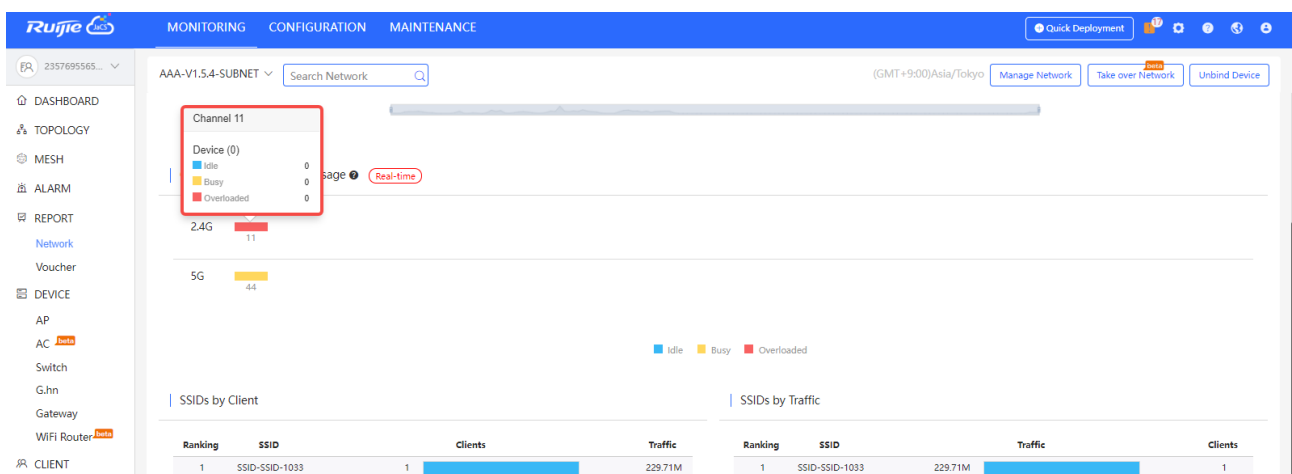 Ruijie JaCS MONITORING CONFIGURATION MAINTENANCE Quick Deployment 17
2357695565...
AAA-V1.5.4-SUBNET Search Network (GMT+9:00)Asia/Tokyo Manage Network Take over Network beta Unbind Device
DASHBOARD
TOPOLOGY
MESH
ALARM
REPORT
Network
Voucher
DEVICE
AP
AC beta
Switch
G.hn
Gateway
WiFi Router beta
CLIENT
Channel 11
Device (0)
Idle 0
Busy 0
Overloaded 0
sage Real-time
2.4G
11
5G
44
Idle Busy Overloaded
SSIDs by Client
Ranking SSID Clients Traffic
1 SSID-SSID-1033 1 229.71M
SSIDs by Traffic
Ranking SSID Traffic Clients
1 SSID-SSID-1033 229.71M 1